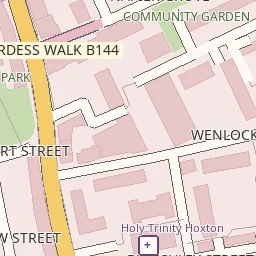 COMMUNITY GARDEN
RDESS WALK B144
PARK
WENLOCK
RT STREET
Holy Trinity Hoxton
W STREET